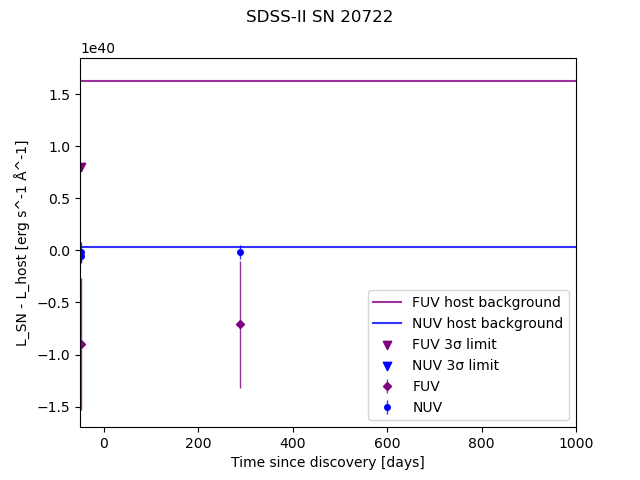 SDSS-II SN 20722
1e40
L_SN - L_host [erg s^-1 Å^-1]
1.5
1.0
0.5
0.0
−0.5
−1.0
−1.5
FUV host background
NUV host background
FUV 3σ limit
NUV 3σ limit
FUV
NUV
0 200 400 600 800 1000
Time since discovery [days]